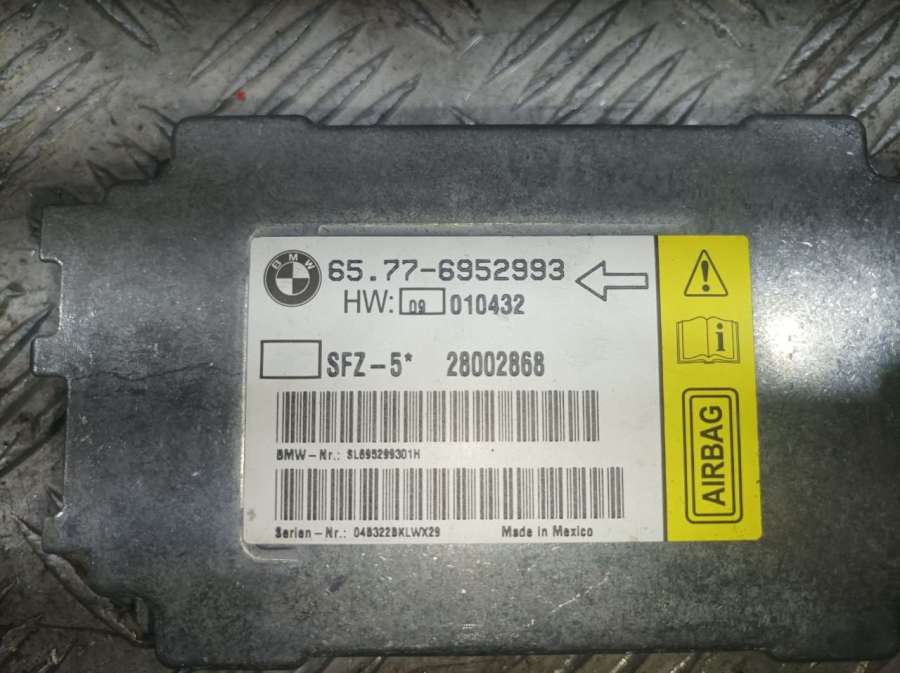 BMW
65.77-6952993
HW: 09 010432
SFZ-5* 28002868
BMW-Nr.: SL695299301H
Serien-Nr.: 04B322BKLWX29
Made in Mexico
i
AIRBAG